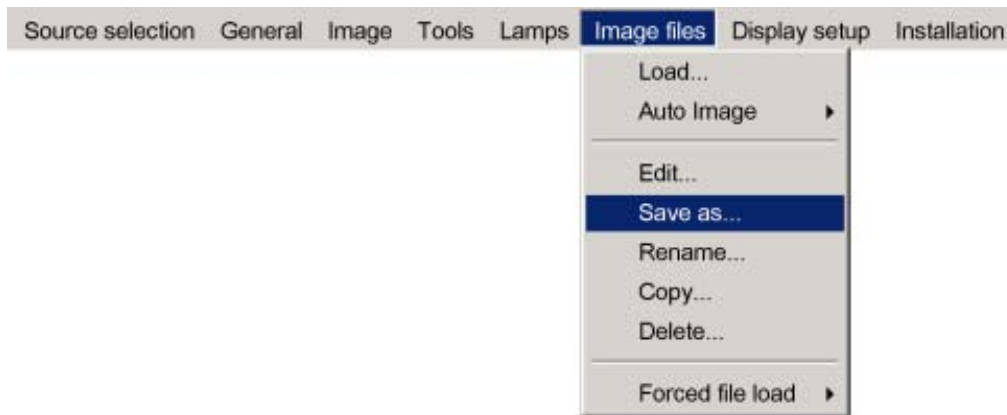 Source selection General Image Tools Lamps Image files Display setup Installation
Load...
Auto Image
Edit...
Save as...
Rename...
Copy...
Delete...
Forced file load